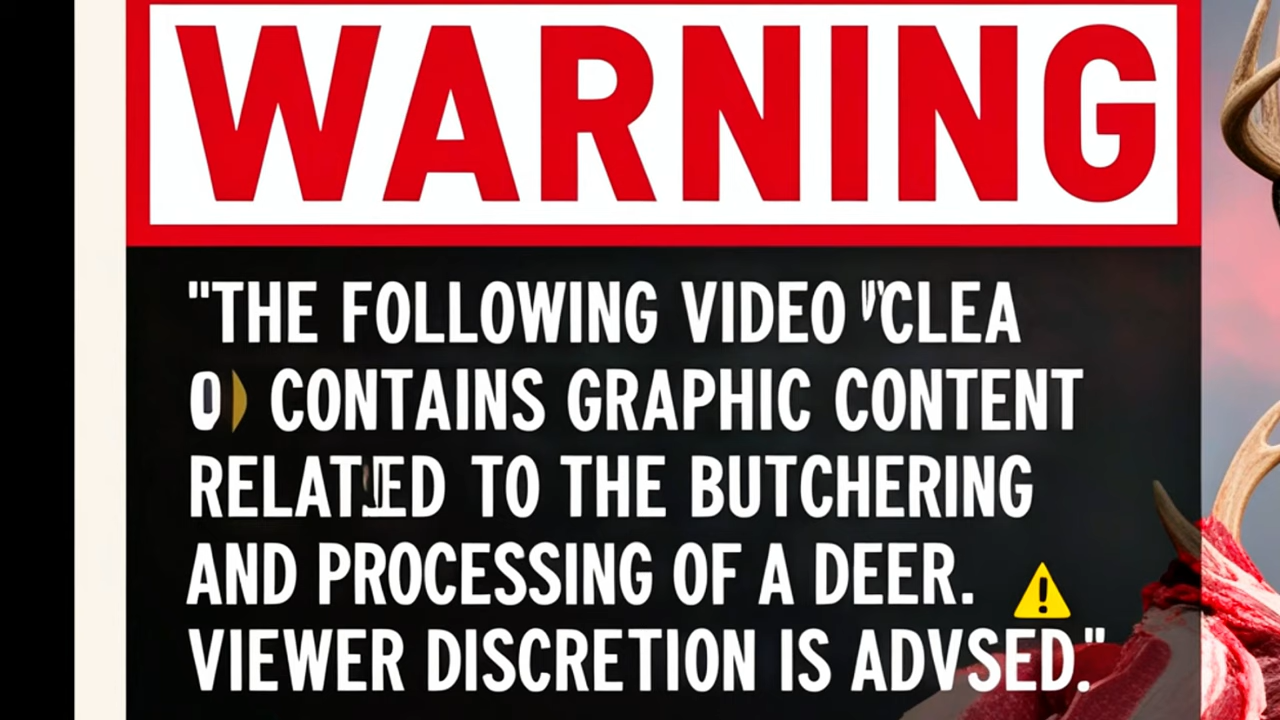 WARNING
"THE FOLLOWING VIDEO "CLEA
O CONTAINS GRAPHIC CONTENT
RELATED TO THE BUTCHERING
AND PROCESSING OF A DEER.
VIEWER DISCRETION IS ADVSED."